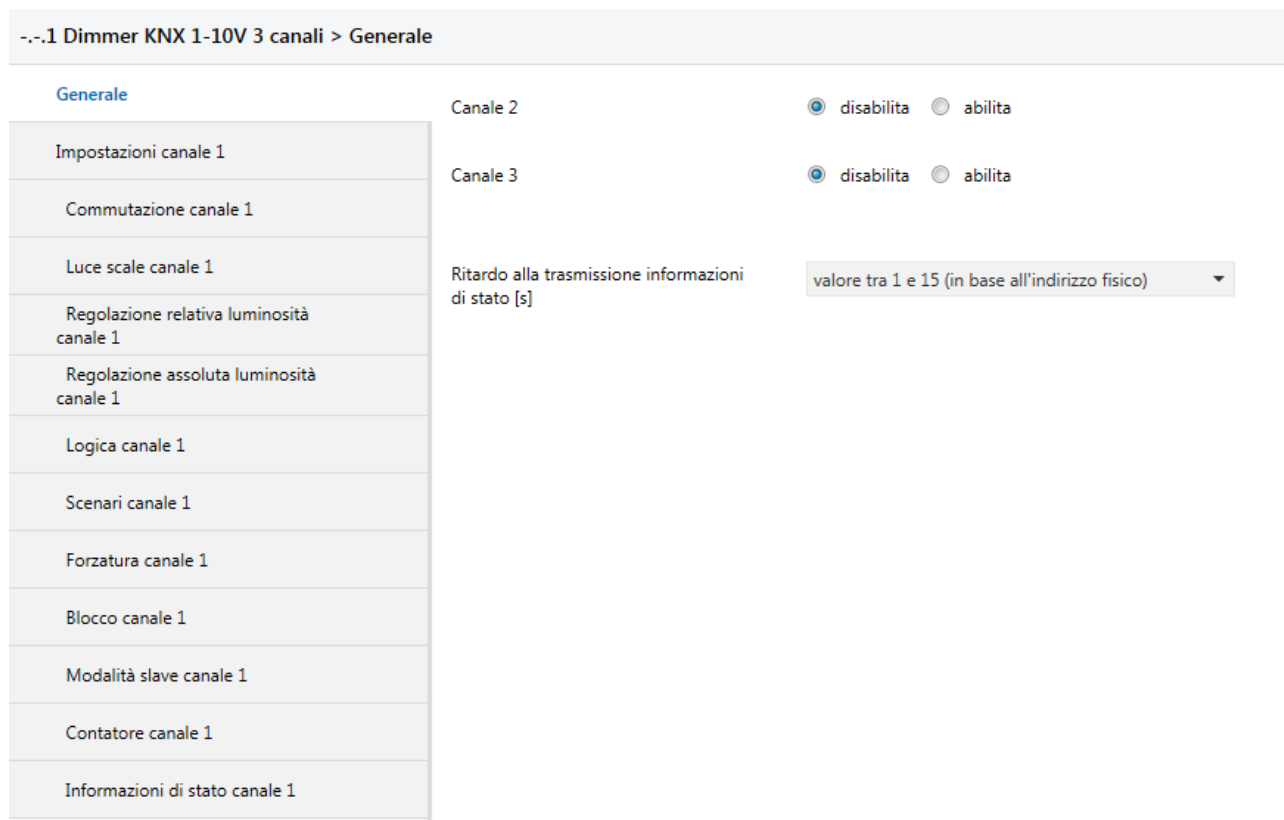 -.-.1 Dimmer KNX 1-10V 3 canali > Generale
Generale
Impostazioni canale 1
Commutazione canale 1
Luce scale canale 1
Regolazione relativa luminosità
canale 1
Regolazione assoluta luminosità
canale 1
Logica canale 1
Scenari canale 1
Forzatura canale 1
Blocco canale 1
Modalità slave canale 1
Contatore canale 1
Informazioni di stato canale 1
Canale 2 disabilita abilita
Canale 3 disabilita abilita
Ritardo alla trasmissione informazioni
di stato [s]
valore tra 1 e 15 (in base all'indirizzo fisico)